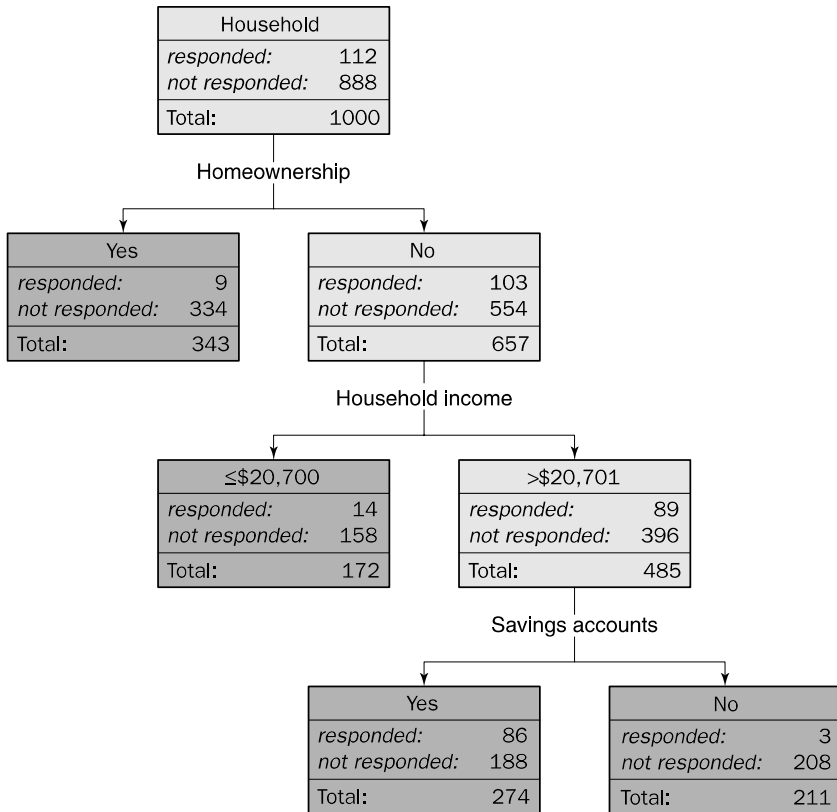 Household
responded: 112
not responded: 888
Total: 1000
Homeownership
Yes
responded: 9
not responded: 334
Total: 343
No
responded: 103
not responded: 554
Total: 657
Household income
≤$20,700
responded: 14
not responded: 158
Total: 172
>$20,701
responded: 89
not responded: 396
Total: 485
Savings accounts
Yes
responded: 86
not responded: 188
Total: 274
No
responded: 3
not responded: 208
Total: 211